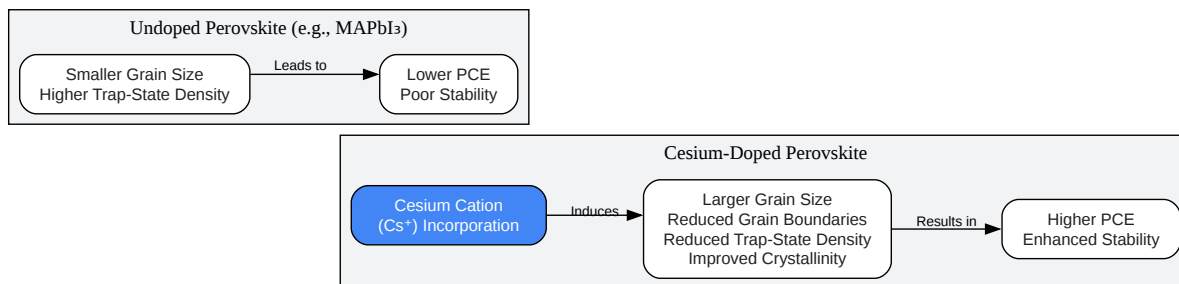 Undoped Perovskite (e.g., MAPbI₃)
Smaller Grain Size
Higher Trap-State Density
Leads to
Lower PCE
Poor Stability
Cesium-Doped Perovskite
Cesium Cation
(Cs⁺) Incorporation
Induces
Larger Grain Size
Reduced Grain Boundaries
Reduced Trap-State Density
Improved Crystallinity
Results in
Higher PCE
Enhanced Stability